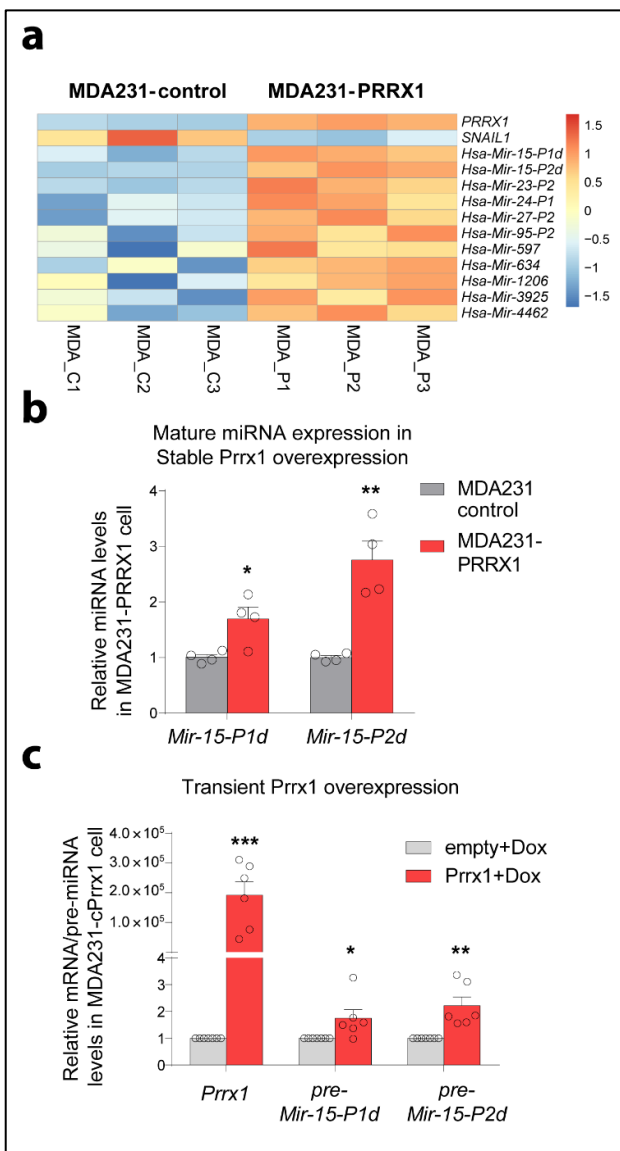 a
MDA231-control MDA231-PRRX1
PRRX1
SNAIL1
Hsa-Mir-15-P1d
Hsa-Mir-15-P2d
Hsa-Mir-23-P2
Hsa-Mir-24-P1
Hsa-Mir-27-P2
Hsa-Mir-95-P2
Hsa-Mir-597
Hsa-Mir-634
Hsa-Mir-1206
Hsa-Mir-3925
Hsa-Mir-4462
1.5
1
0.5
0
−0.5
−1
−1.5
MDA_C1
MDA_C2
MDA_C3
MDA_P1
MDA_P2
MDA_P3
b
Mature miRNA expression in
Stable Prrx1 overexpression
Relative miRNA levels
in MDA231-PRRX1 cell
4
3
2
1
0
*
**
MDA231
control
MDA231-
PRRX1
Mir-15-P1d Mir-15-P2d
c
Transient Prrx1 overexpression
Relative mRNA/pre-miRNA
levels in MDA231-cPrrx1 cell
4.0×10⁵
3.0×10⁵
2.0×10⁵
1.0×10⁵
4
2
1
0
***
*
**
empty+Dox
Prrx1+Dox
Prrx1
pre-
Mir-15-P1d
pre-
Mir-15-P2d